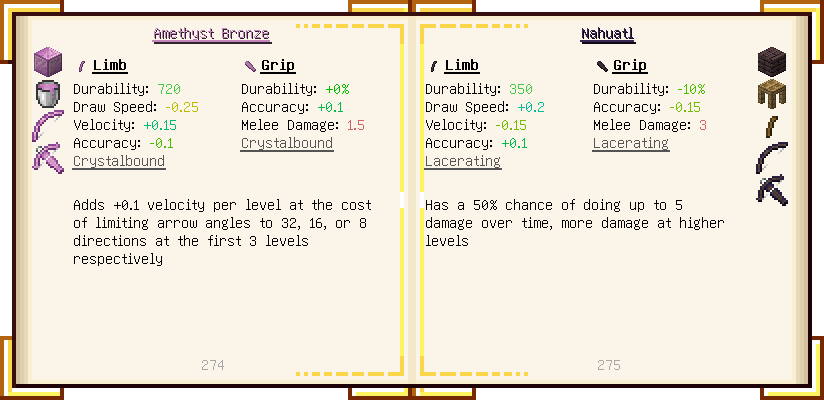 Amethyst Bronze
Limb
Durability: 720
Draw Speed: -0.25
Velocity: +0.15
Accuracy: -0.1
Crystalbound
Grip
Durability: +0%
Accuracy: +0.1
Melee Damage: 1.5
Crystalbound
Adds +0.1 velocity per level at the cost
of limiting arrow angles to 32, 16, or 8
directions at the first 3 levels
respectively
274
Nahuatl
Limb
Durability: 350
Draw Speed: +0.2
Velocity: -0.15
Accuracy: +0.1
Lacerating
Grip
Durability: -10%
Accuracy: -0.15
Melee Damage: 3
Lacerating
Has a 50% chance of doing up to 5
damage over time, more damage at higher
levels
275